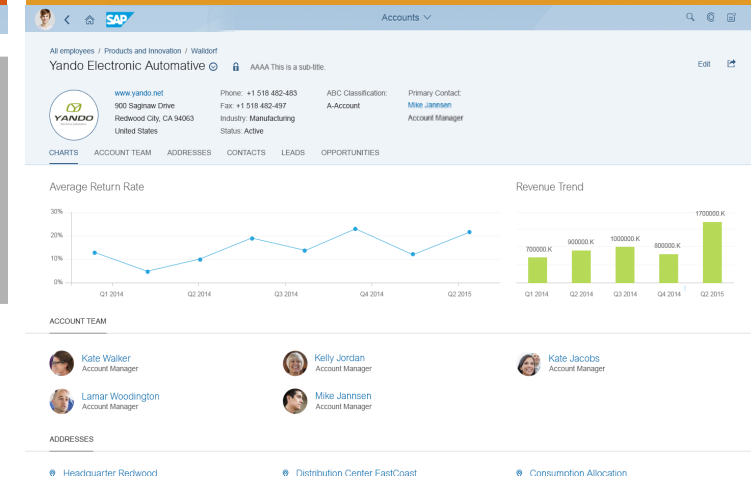 SAP
Accounts
All employees / Products and Innovation / Walldorf
Yando Electronic Automative
AAAA This is a sub-title.
Edit
YANDO
www.yando.net
900 Saginaw Drive
Redwood City, CA 94063
United States
Phone: +1 518 482-483
Fax: +1 518 482-497
Industry: Manufacturing
Status: Active
ABC Classification:
A-Account
Primary Contact:
Mike Jannsen
Account Manager
CHARTS ACCOUNT TEAM ADDRESSES CONTACTS LEADS OPPORTUNITIES
Average Return Rate
30%
20%
10%
0%
Q1 2014 Q2 2014 Q3 2014 Q4 2014 Q2 2015
Revenue Trend
700000.K 900000.K 1000000.K 800000.K 1700000.K
Q1 2014 Q2 2014 Q3 2014 Q4 2014 Q2 2015
ACCOUNT TEAM
Kate Walker
Account Manager
Kelly Jordan
Account Manager
Kate Jacobs
Account Manager
Lamar Woodington
Account Manager
Mike Jannsen
Account Manager
ADDRESSES
Headquarter Redwood
Distribution Center EastCoast
Consumption Allocation